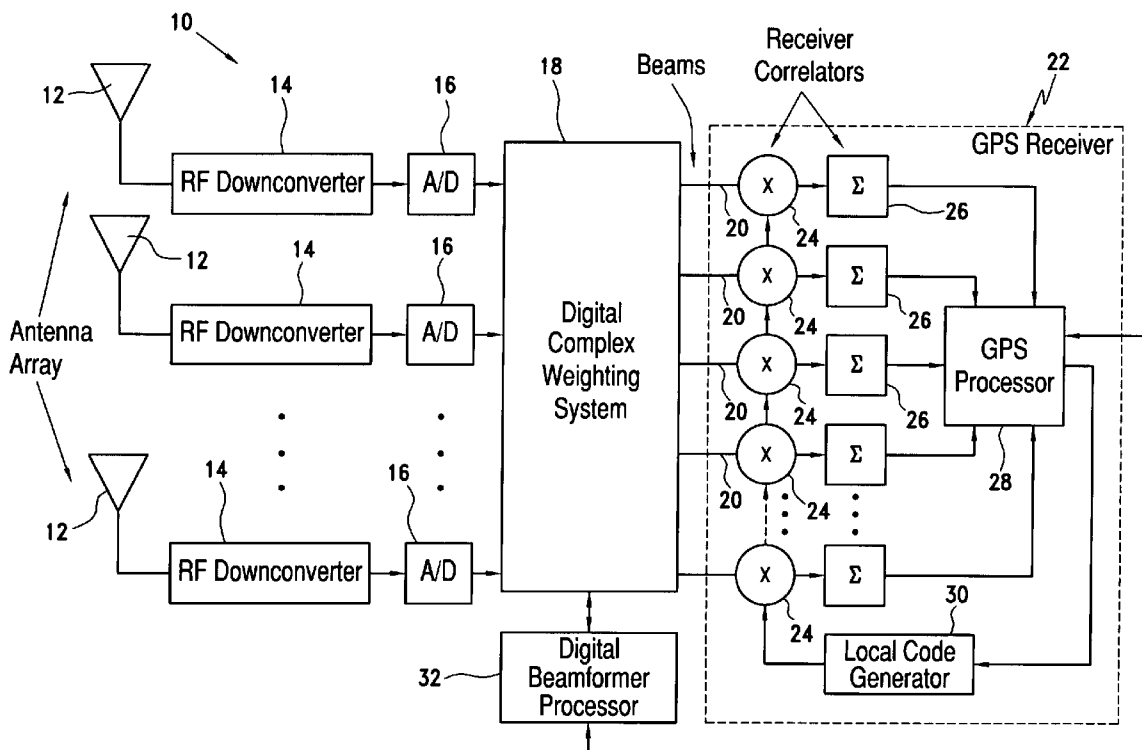 10
12
14
RF Downconverter
16
A/D
18
Beams
Receiver
Correlators
22
GPS Receiver
X
Σ
20
24
26
12
14
RF Downconverter
16
A/D
X
Σ
20
24
26
Antenna
Array
Digital
Complex
Weighting
System
X
Σ
20
24
26
GPS
Processor
28
X
Σ
20
24
12
14
RF Downconverter
16
A/D
X
Σ
24
30
Local Code
Generator
32
Digital
Beamformer
Processor